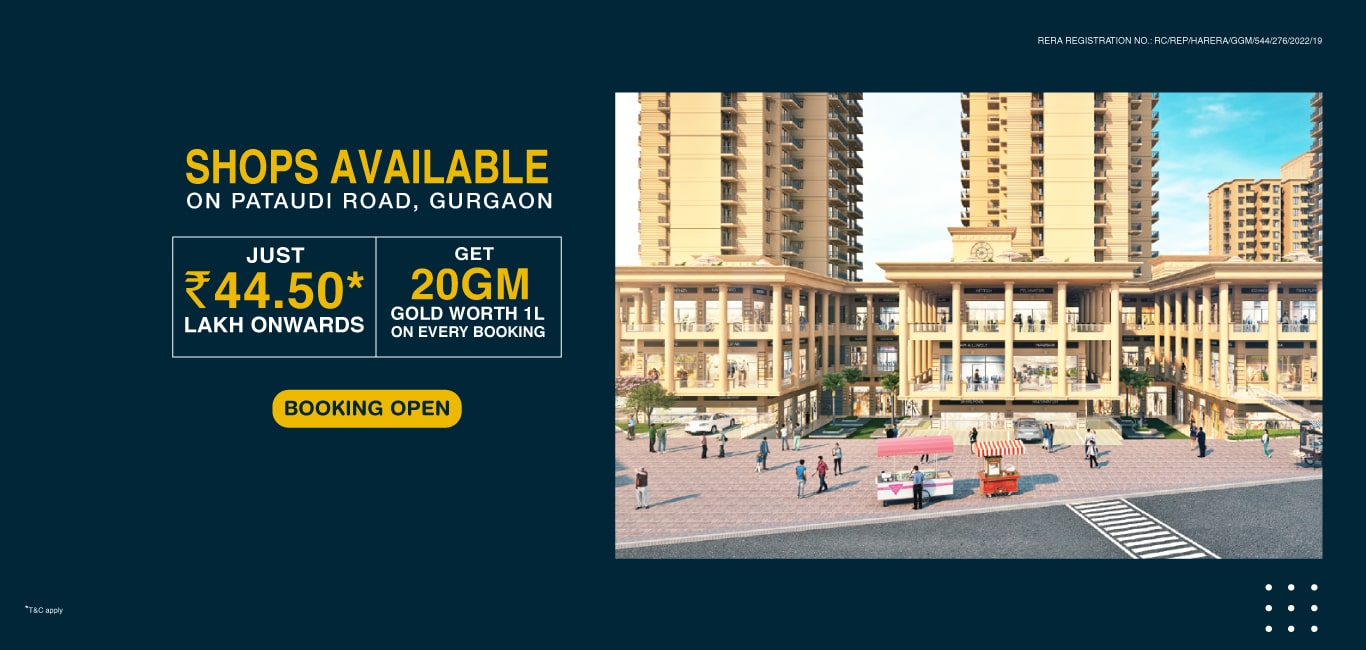 RERA REGISTRATION NO.: RC/REP/HARERA/GGM/544/276/2022/19
SHOPS AVAILABLE
ON PATAUDI ROAD, GURGAON
JUST
₹44.50*
LAKH ONWARDS
GET
20GM
GOLD WORTH 1L
ON EVERY BOOKING
BOOKING OPEN
*T&C apply